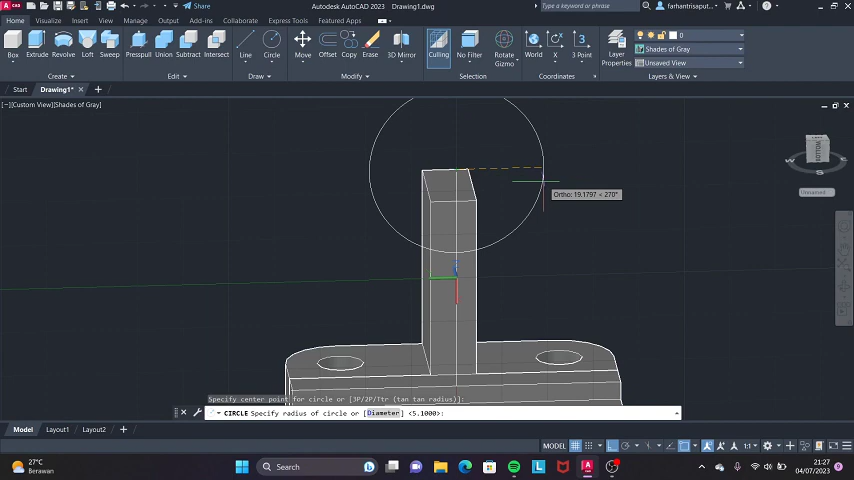 Share
Autodesk AutoCAD 2023 Drawing1.dwg
Type a keyword or phrase
farhantrisaput...
Home Solid Visualize Insert View Manage Output Add-ins Collaborate Express Tools Featured Apps
Box Extrude Revolve Loft Sweep Presspull Union Subtract Intersect Line Circle Move Offset Copy Erase 3D Mirror Culling No Filter Rotate Gizmo World X 3 Point Layer Properties
0
Shades of Gray
Unsaved View
Create Edit Draw Modify Selection Coordinates Layers & View
Start Drawing1*
[−][Custom View][Shades of Gray]
BOTTOM
W
S
Unnamed
Ortho: 19.1797 < 270°
Specify center point for circle or [3P/2P/Ttr (tan tan radius)]:
CIRCLE Specify radius of circle or [Diameter] <5.1000>:
Model Layout1 Layout2
MODEL
1:1
27°C
Berawan
Search
21:27
04/07/2023